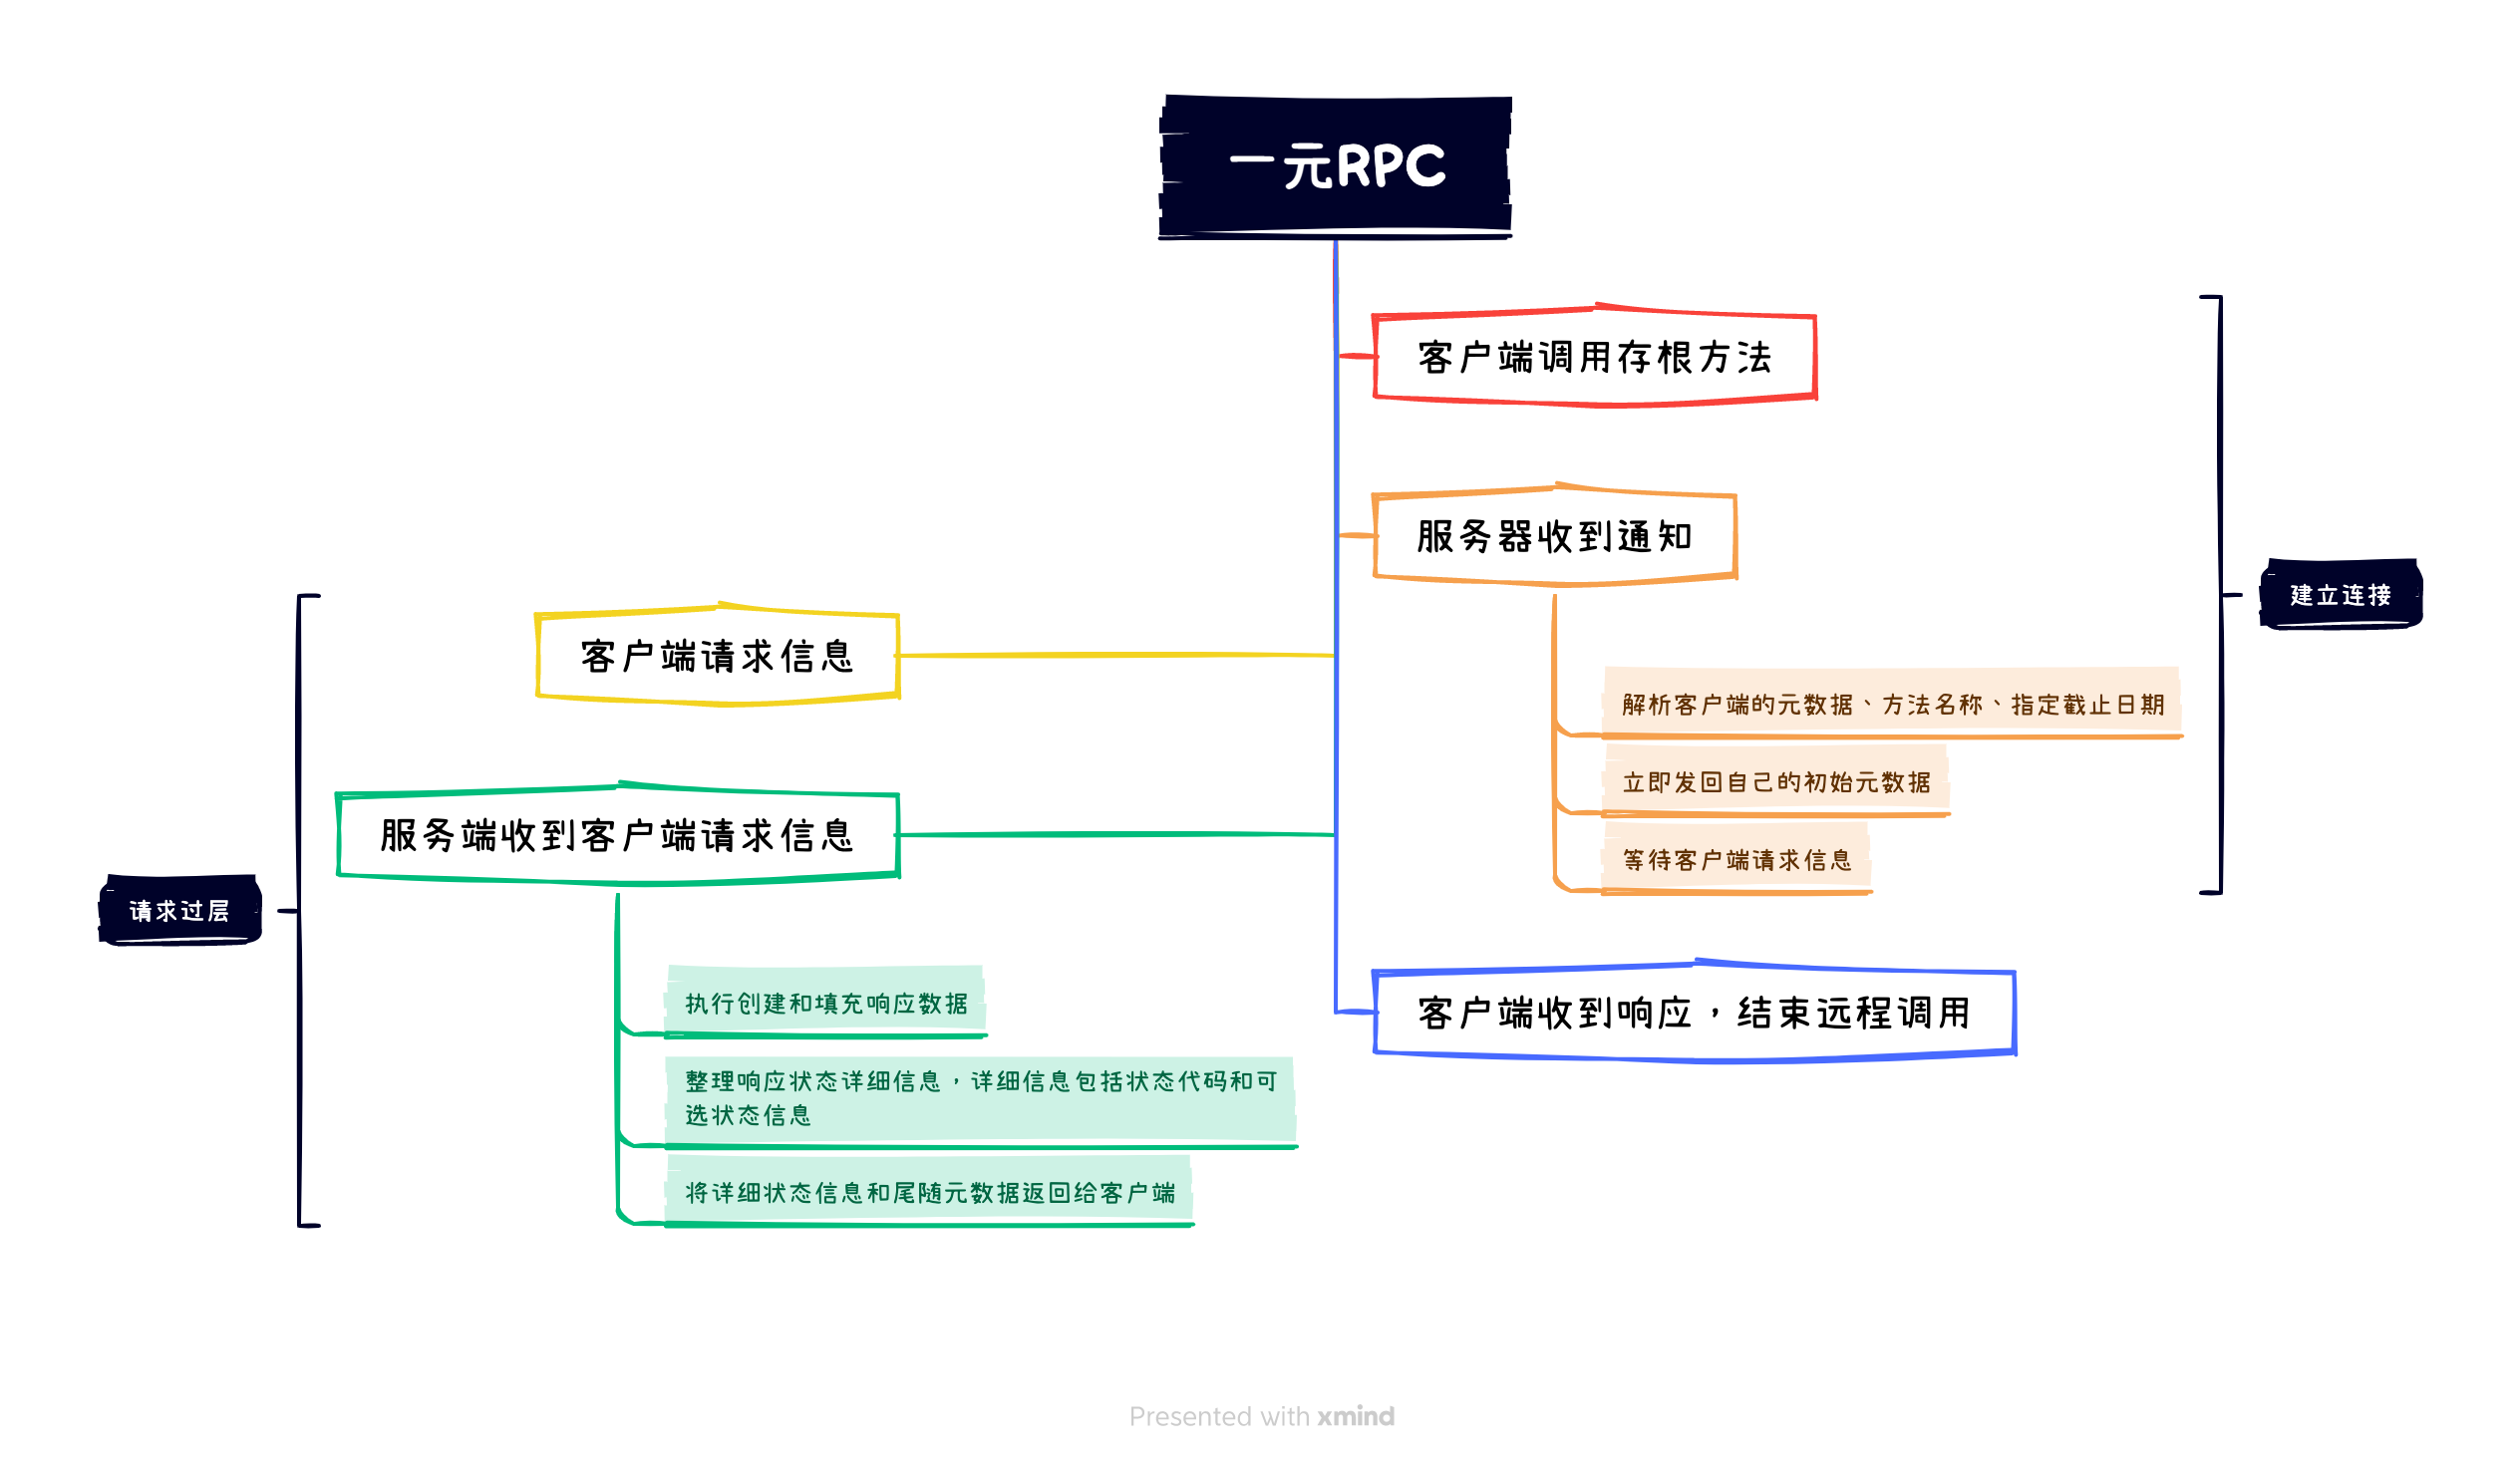 一元RPC
客户端调用存根方法
服务器收到通知
解析客户端的元数据、方法名称、指定截止日期
立即发回自己的初始元数据
等待客户端请求信息
建立连接
客户端请求信息
服务端收到客户端请求信息
执行创建和填充响应数据
整理响应状态详细信息，详细信息包括状态代码和可
选状态信息
将详细状态信息和尾随元数据返回给客户端
请求过层
客户端收到响应，结束远程调用
Presented with xmind